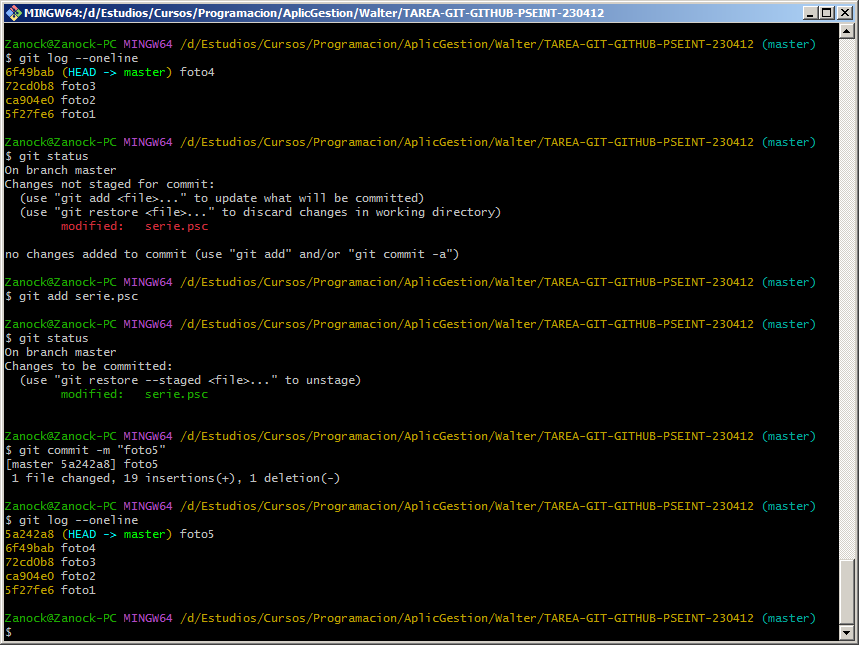 MINGW64:/d/Estudios/Cursos/Programacion/AplicGestion/Walter/TAREA-GIT-GITHUB-PSEINT-230412
Zanock@Zanock-PC MINGW64 /d/Estudios/Cursos/Programacion/AplicGestion/Walter/TAREA-GIT-GITHUB-PSEINT-230412 (master)
$ git log --oneline
6f49bab (HEAD -> master) foto4
72cd0b8 foto3
ca904e0 foto2
5f27fe6 foto1
Zanock@Zanock-PC MINGW64 /d/Estudios/Cursos/Programacion/AplicGestion/Walter/TAREA-GIT-GITHUB-PSEINT-230412 (master)
$ git status
On branch master
Changes not staged for commit:
  (use "git add <file>..." to update what will be committed)
  (use "git restore <file>..." to discard changes in working directory)
        modified:   serie.psc
no changes added to commit (use "git add" and/or "git commit -a")
Zanock@Zanock-PC MINGW64 /d/Estudios/Cursos/Programacion/AplicGestion/Walter/TAREA-GIT-GITHUB-PSEINT-230412 (master)
$ git add serie.psc
Zanock@Zanock-PC MINGW64 /d/Estudios/Cursos/Programacion/AplicGestion/Walter/TAREA-GIT-GITHUB-PSEINT-230412 (master)
$ git status
On branch master
Changes to be committed:
  (use "git restore --staged <file>..." to unstage)
        modified:   serie.psc
Zanock@Zanock-PC MINGW64 /d/Estudios/Cursos/Programacion/AplicGestion/Walter/TAREA-GIT-GITHUB-PSEINT-230412 (master)
$ git commit -m "foto5"
[master 5a242a8] foto5
 1 file changed, 19 insertions(+), 1 deletion(-)
Zanock@Zanock-PC MINGW64 /d/Estudios/Cursos/Programacion/AplicGestion/Walter/TAREA-GIT-GITHUB-PSEINT-230412 (master)
$ git log --oneline
5a242a8 (HEAD -> master) foto5
6f49bab foto4
72cd0b8 foto3
ca904e0 foto2
5f27fe6 foto1
Zanock@Zanock-PC MINGW64 /d/Estudios/Cursos/Programacion/AplicGestion/Walter/TAREA-GIT-GITHUB-PSEINT-230412 (master)
$